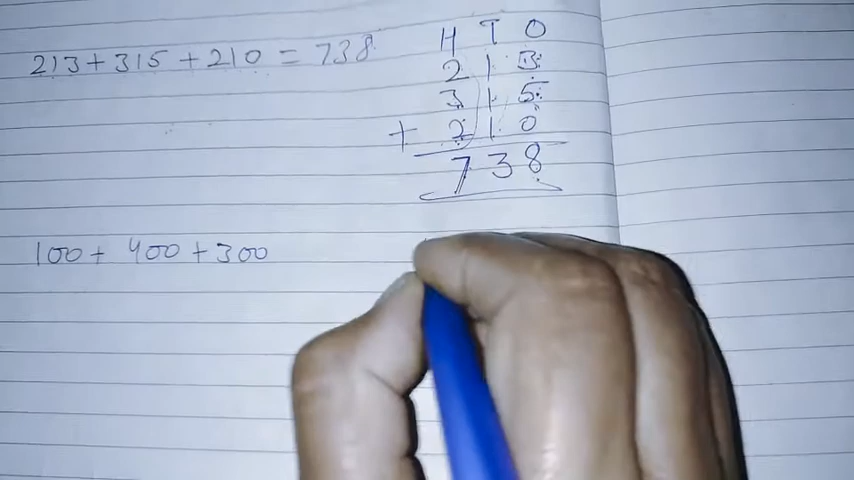 213+315+210 = 738
H T O
2 1 3
3 1 5
+ 2 1 0
7 3 8
100+ 400+300